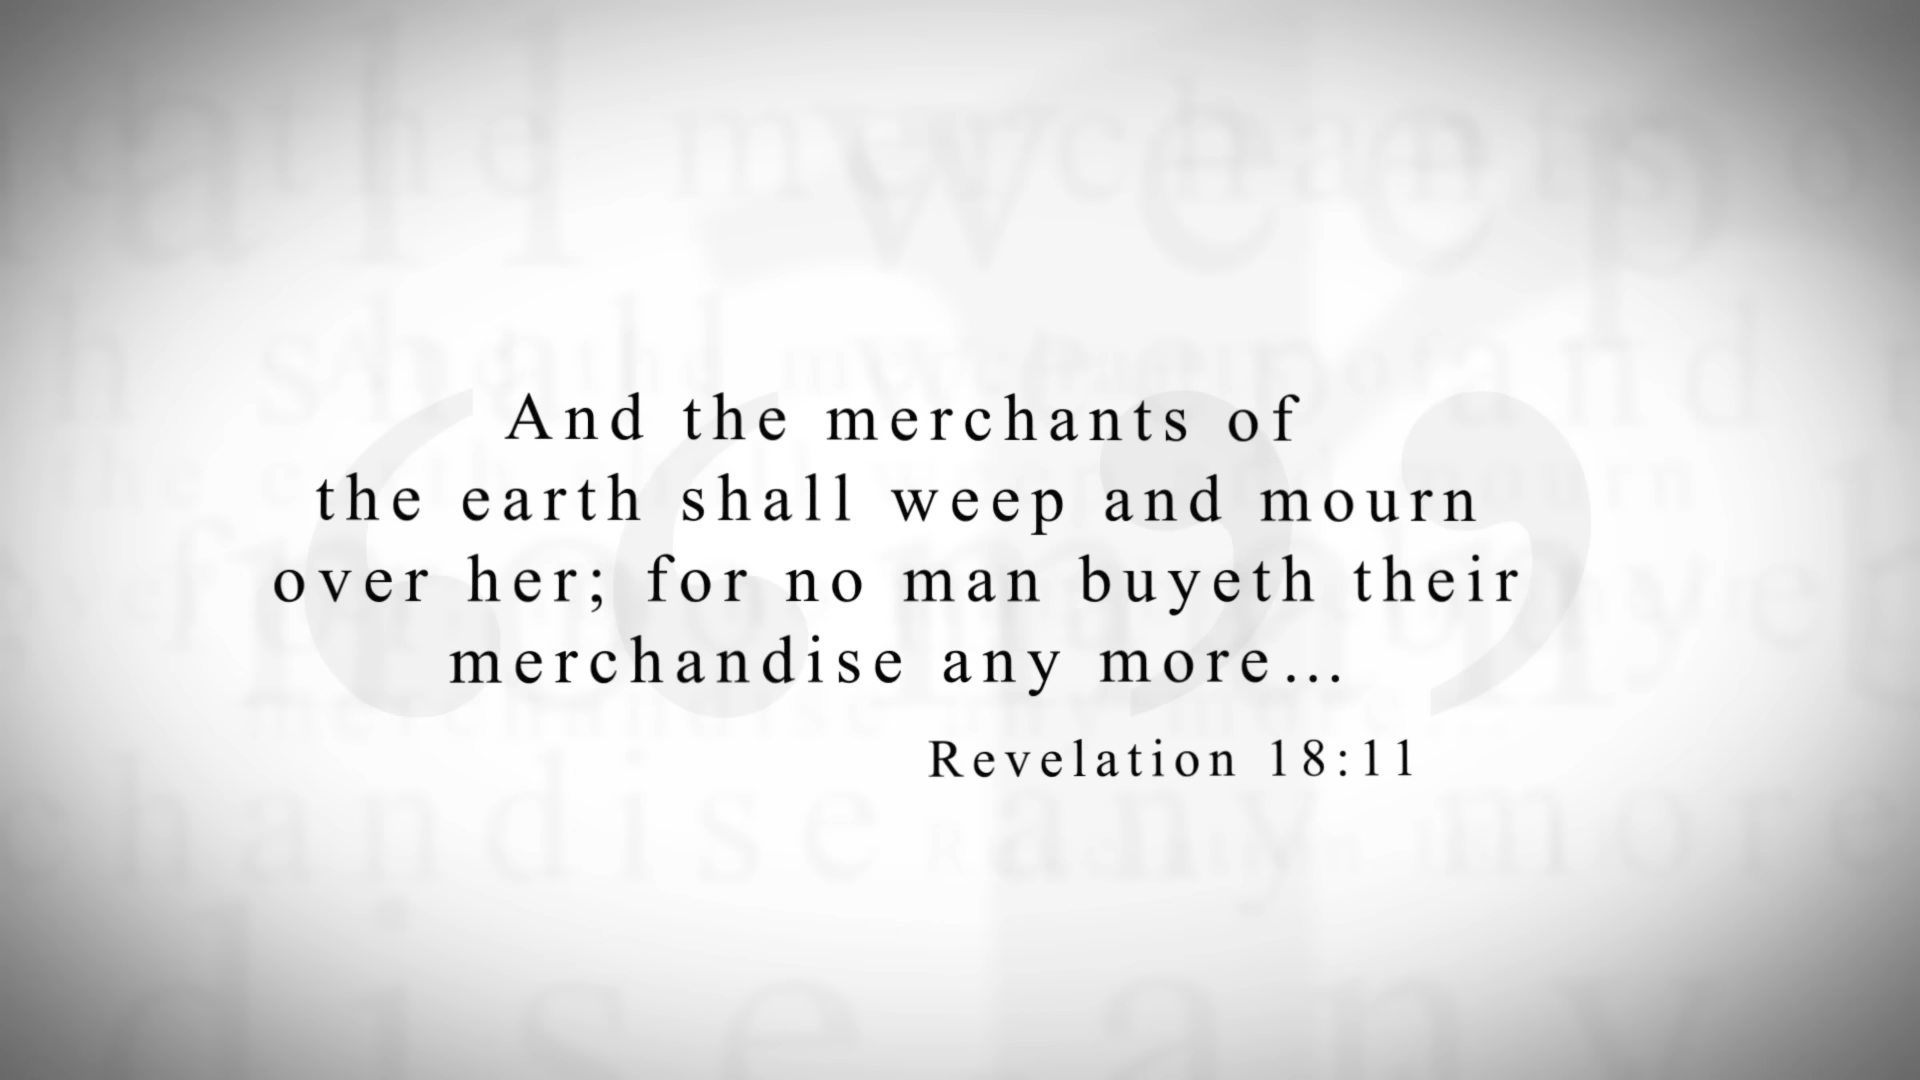 And the merchants of
the earth shall weep and mourn
over her; for no man buyeth their
merchandise any more...
Revelation 18:11